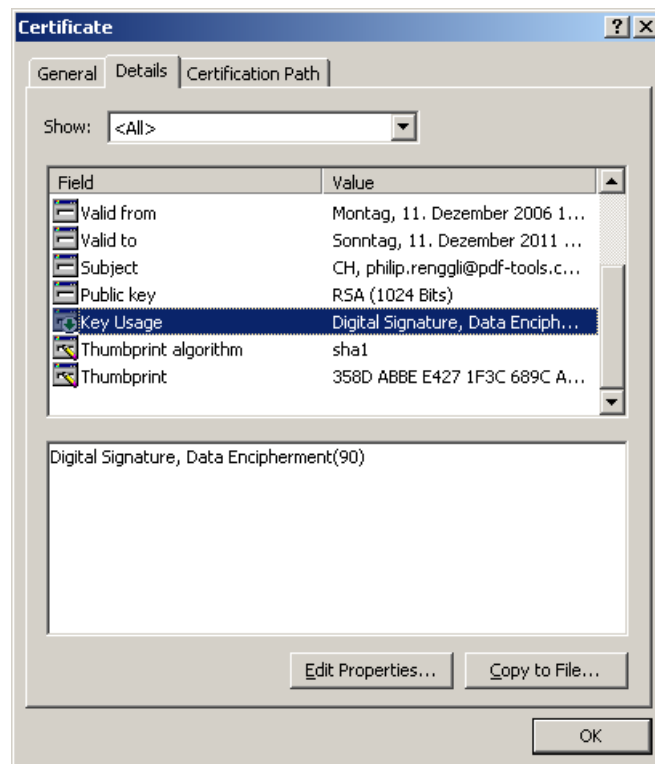 Certificate
General Details Certification Path
Show: <All>
Field Value
Valid from Montag, 11. Dezember 2006 1...
Valid to Sonntag, 11. Dezember 2011 ...
Subject CH, philip.renggli@pdf-tools.c...
Public key RSA (1024 Bits)
Key Usage Digital Signature, Data Enciph...
Thumbprint algorithm sha1
Thumbprint 358D ABBE E427 1F3C 689C A...
Digital Signature, Data Encipherment(90)
Edit Properties... Copy to File...
OK